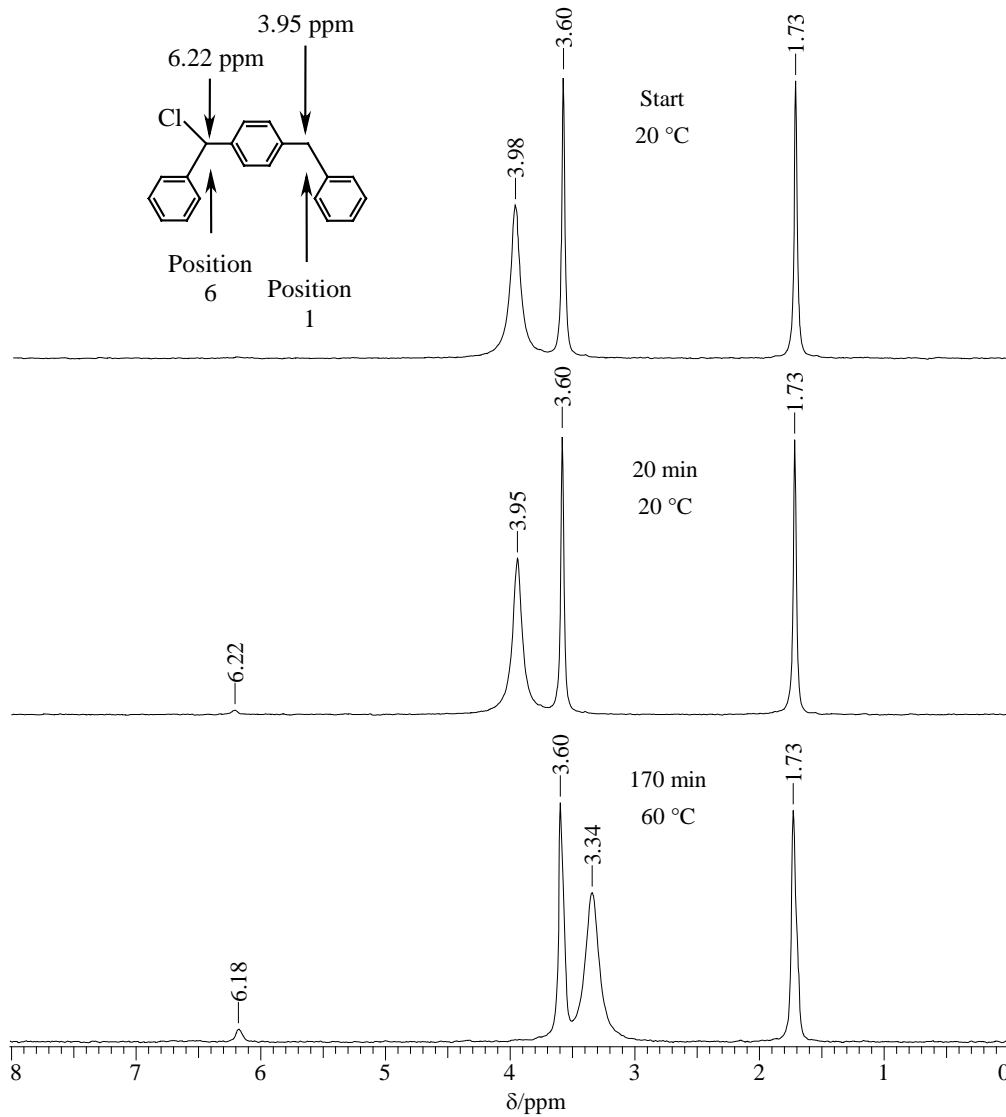 3.95 ppm
6.22 ppm
Cl
Position
6
Position
1
3.98
3.60
1.73
Start
20 °C
6.22
3.95
3.60
1.73
20 min
20 °C
6.18
3.60
3.34
1.73
170 min
60 °C
8 7 6 5 4 3 2 1 0
δ/ppm